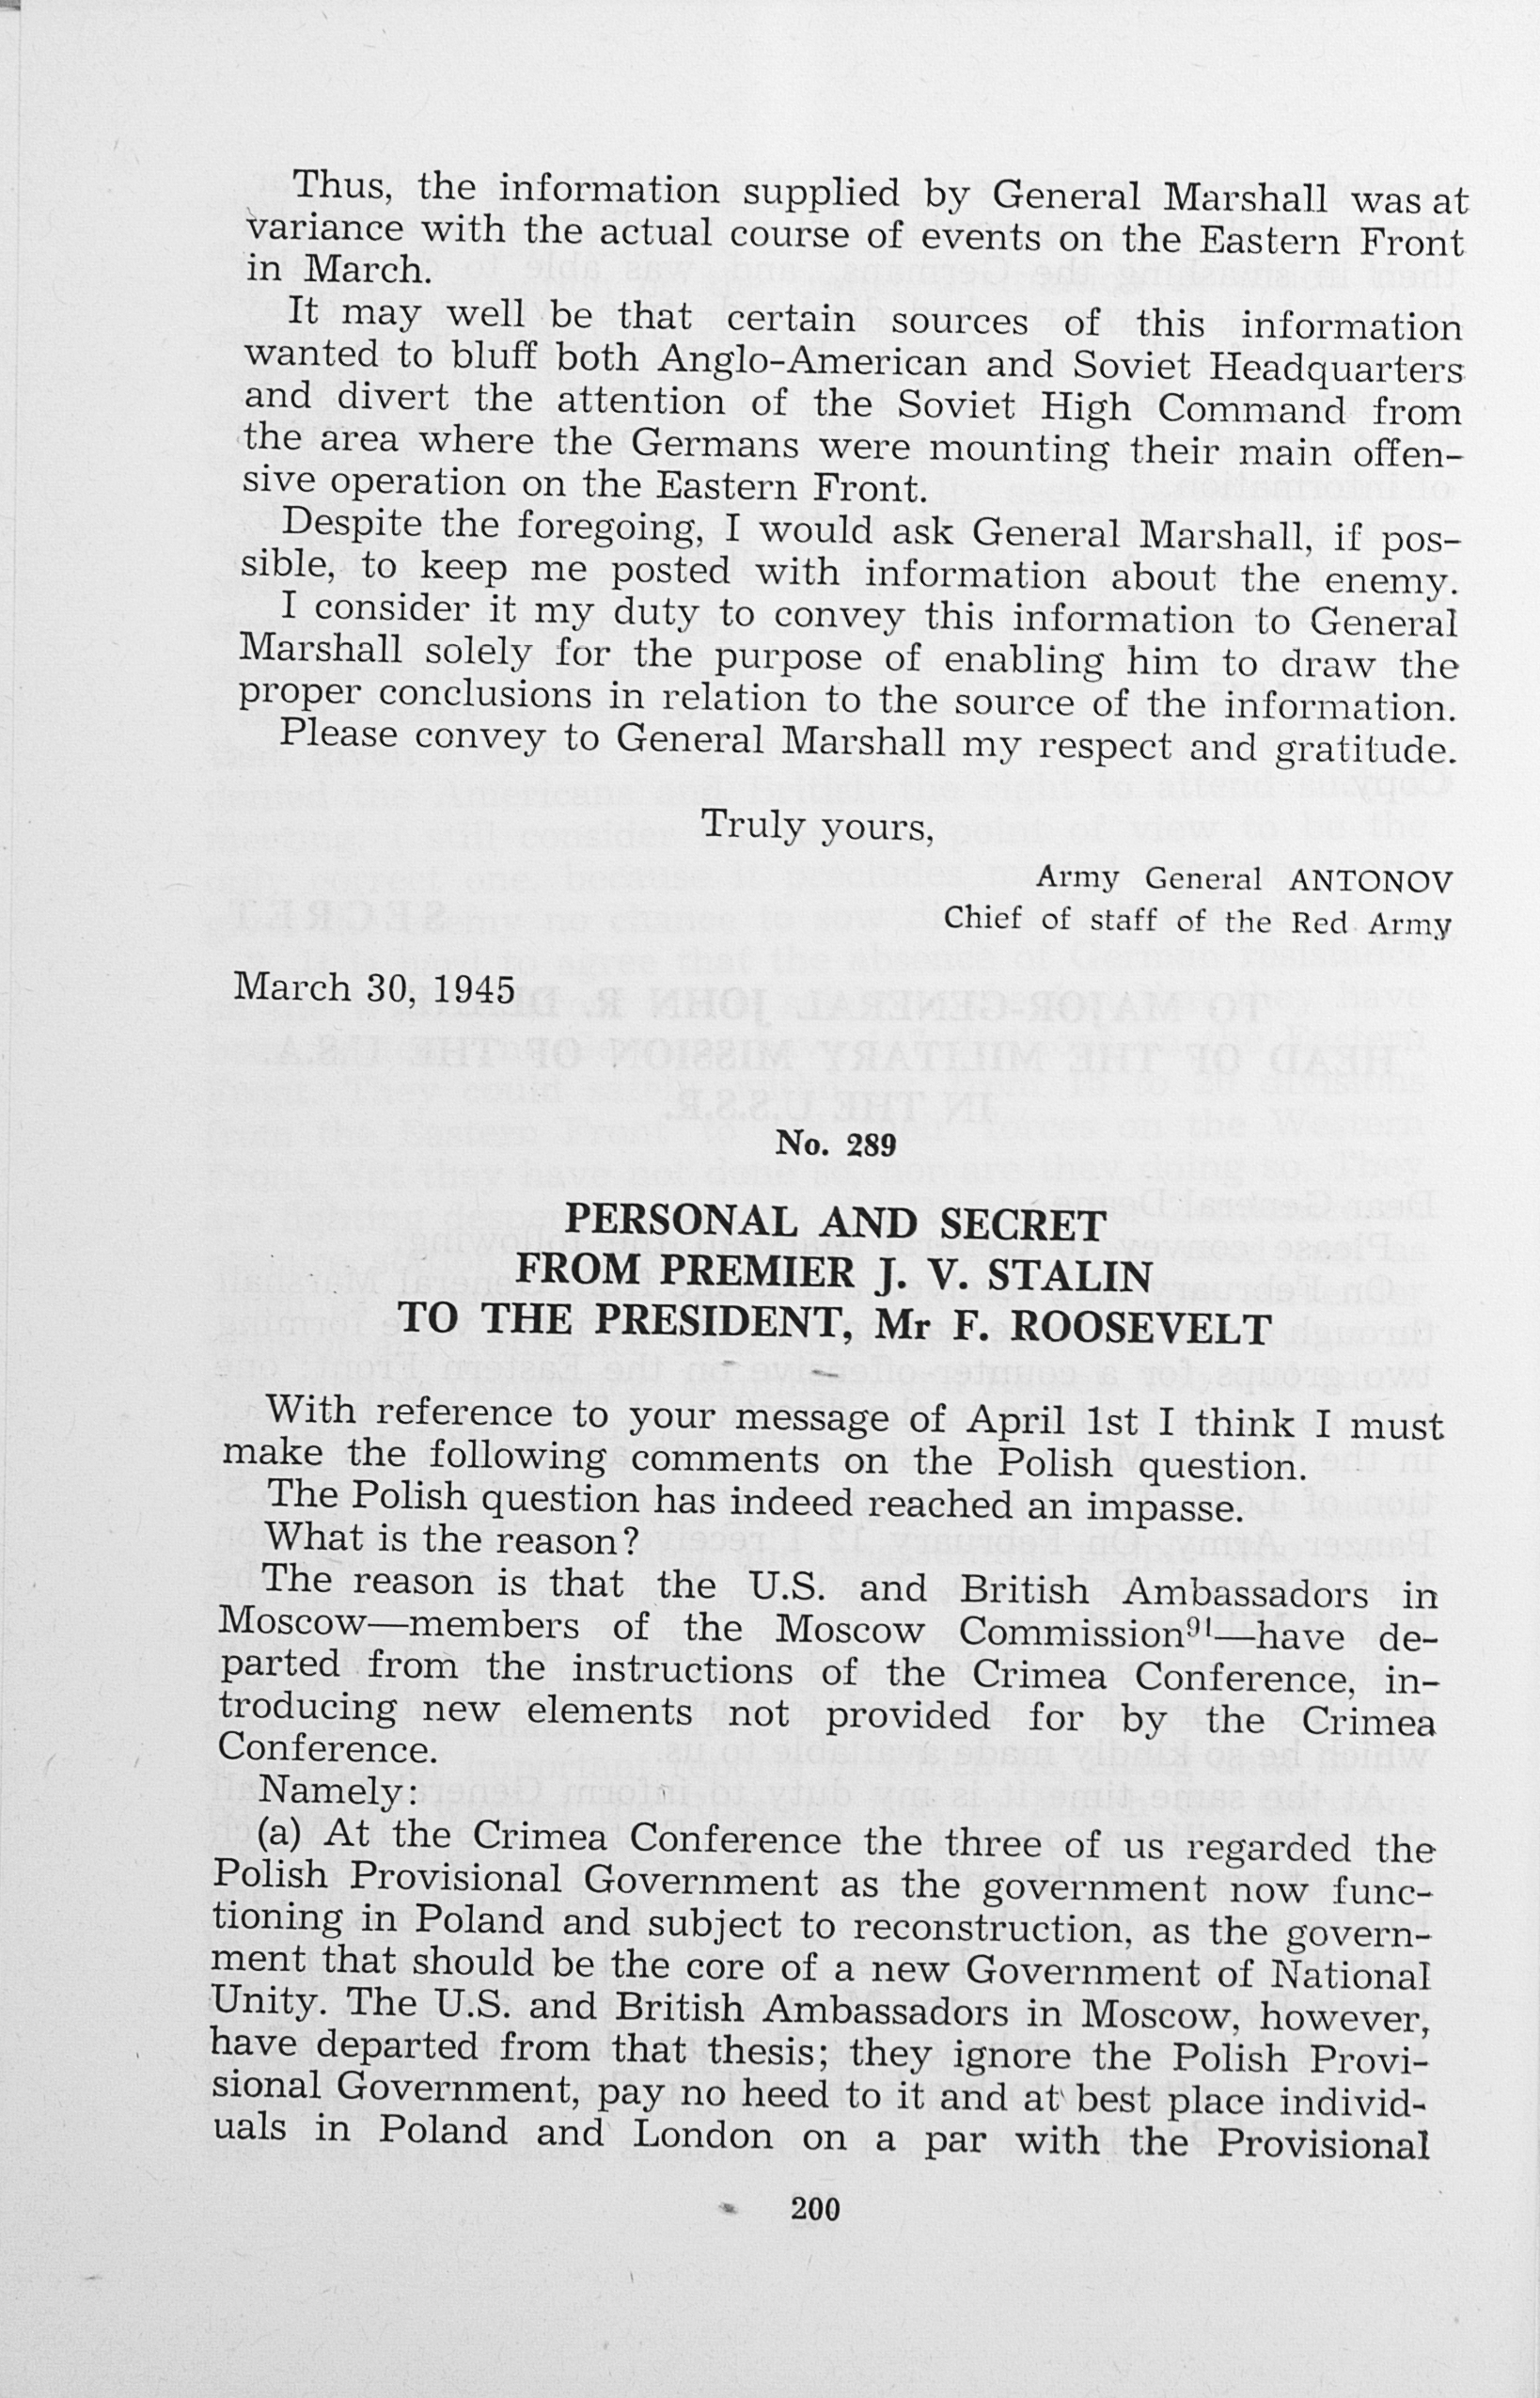 Thus, the information supplied by General Marshall was at
variance with the actual course of events on the Eastern Front
in March.
It may well be that certain sources of this information
wanted to bluff both Anglo-American and Soviet Headquarters
and divert the attention of the Soviet High Command from
the area where the Germans were mounting their main offen-
sive operation on the Eastern Front.
Despite the foregoing, I would ask General Marshall, if pos-
sible, to keep me posted with information about the enemy.
I consider it my duty to convey this information to General
Marshall solely for the purpose of enabling him to draw the
proper conclusions in relation to the source of the information.
Please convey to General Marshall my respect and gratitude.
Truly yours,
Army General ANTONOV
Chief of staff of the Red Army
March 30, 1945
No. 289
PERSONAL AND SECRET
FROM PREMIER J. V. STALIN
TO THE PRESIDENT, Mr F. ROOSEVELT
With reference to your message of April 1st I think I must
make the following comments on the Polish question.
The Polish question has indeed reached an impasse.
What is the reason?
The reason is that the U.S. and British Ambassadors in
Moscow—members of the Moscow Commission⁹¹—have de-
parted from the instructions of the Crimea Conference, in-
troducing new elements not provided for by the Crimea
Conference.
Namely:
(a) At the Crimea Conference the three of us regarded the
Polish Provisional Government as the government now func-
tioning in Poland and subject to reconstruction, as the govern-
ment that should be the core of a new Government of National
Unity. The U.S. and British Ambassadors in Moscow, however,
have departed from that thesis; they ignore the Polish Provi-
sional Government, pay no heed to it and at best place individ-
uals in Poland and London on a par with the Provisional
200